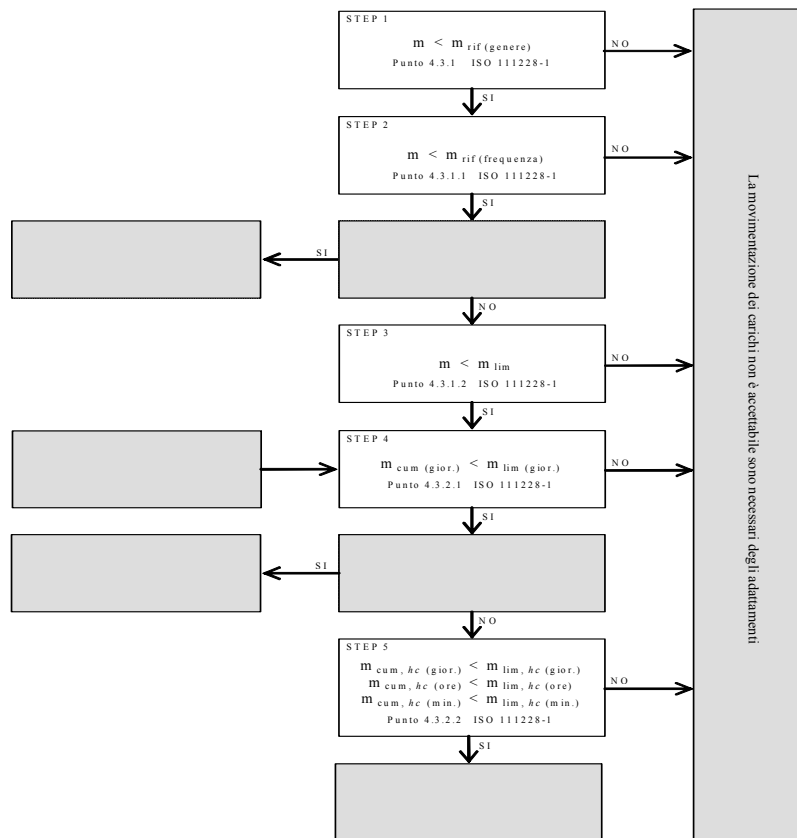 STEP 1
m < m rif (genere)
Punto 4.3.1 ISO 111228-1
NO
SI
STEP 2
m < m rif (frequenza)
Punto 4.3.1.1 ISO 111228-1
NO
SI
SI
NO
STEP 3
m < m lim
Punto 4.3.1.2 ISO 111228-1
NO
SI
STEP 4
m cum (gior.) < m lim (gior.)
Punto 4.3.2.1 ISO 111228-1
NO
SI
SI
NO
STEP 5
m cum, hc (gior.) < m lim, hc (gior.)
m cum, hc (ore) < m lim, hc (ore)
m cum, hc (min.) < m lim, hc (min.)
Punto 4.3.2.2 ISO 111228-1
NO
SI
La movimentazione dei carichi non è accettabile sono necessari degli adattamenti